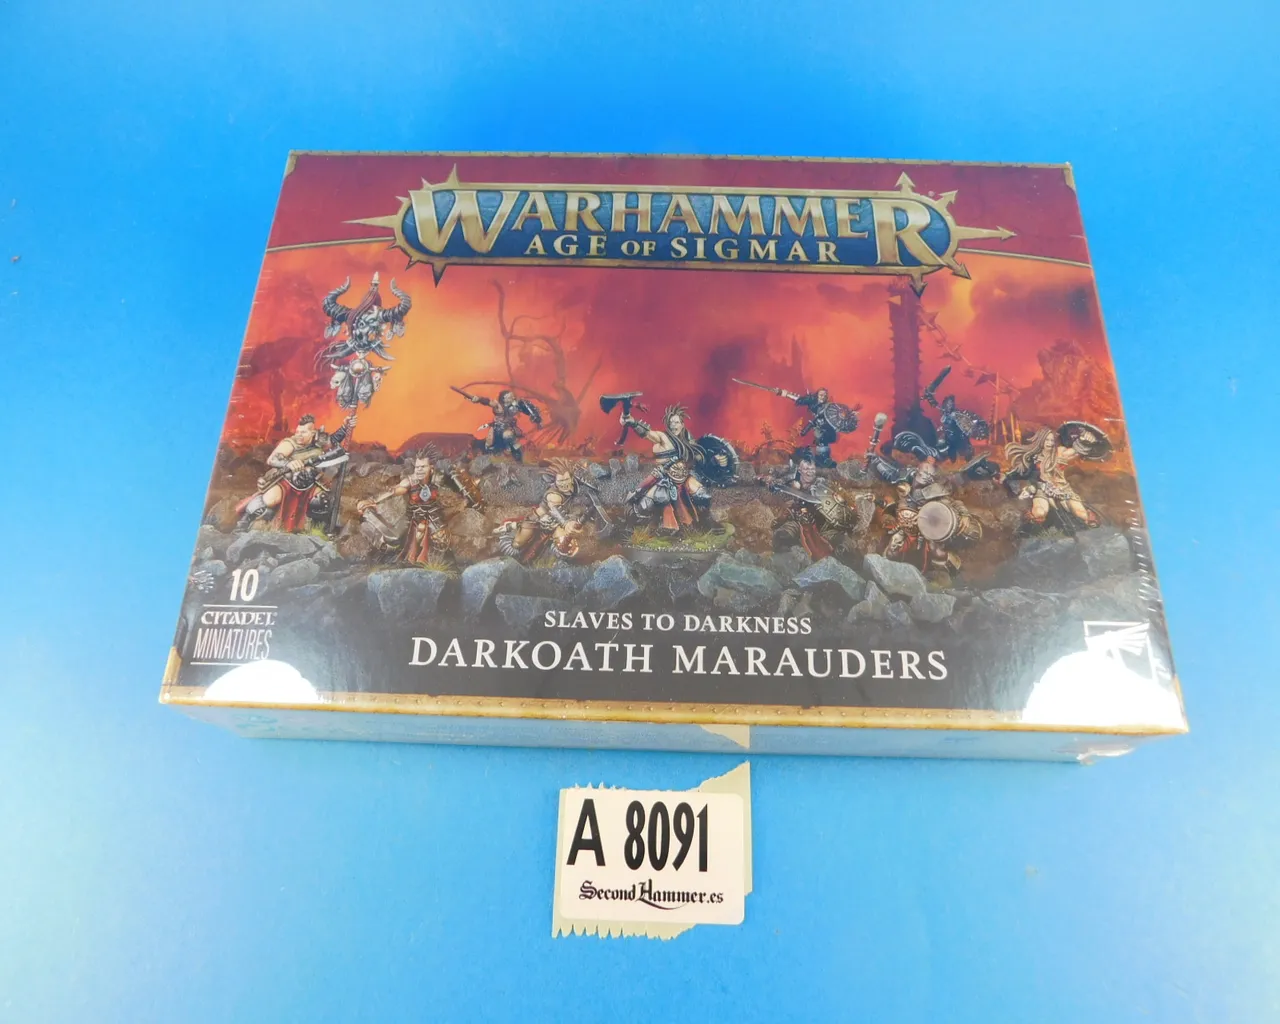 WARHAMMER
AGE OF SIGMAR
10
CITADEL
MINIATURES
SLAVES TO DARKNESS
DARKOATH MARAUDERS
A 8091
SecondHammer.es